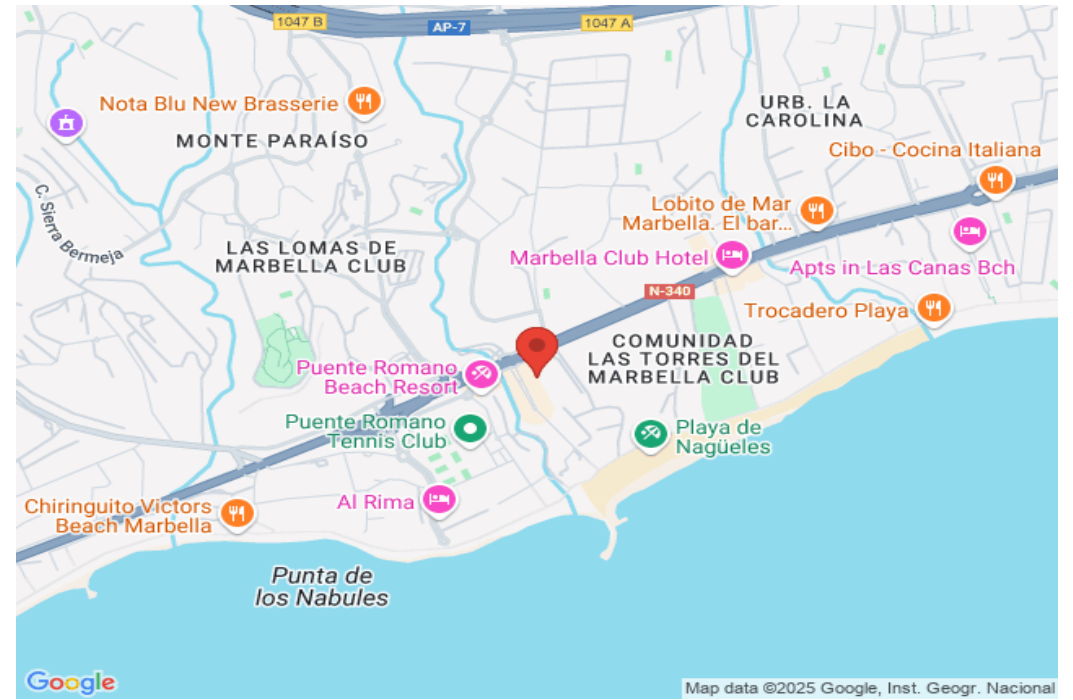 1047 B
AP-7
1047 A
Nota Blu New Brasserie
MONTE PARAÍSO
URB. LA
CAROLINA
Cibo - Cocina Italiana
C. Sierra Bermeja
Lobito de Mar
Marbella. El bar...
LAS LOMAS DE
MARBELLA CLUB
Marbella Club Hotel
Apts in Las Canas Bch
N-340
Trocadero Playa
COMUNIDAD
LAS TORRES DEL
MARBELLA CLUB
Puente Romano
Beach Resort
Puente Romano
Tennis Club
Playa de
Nagüeles
Al Rima
Chiringuito Victors
Beach Marbella
Punta de
los Nabules
Google
Map data ©2025 Google, Inst. Geogr. Nacional